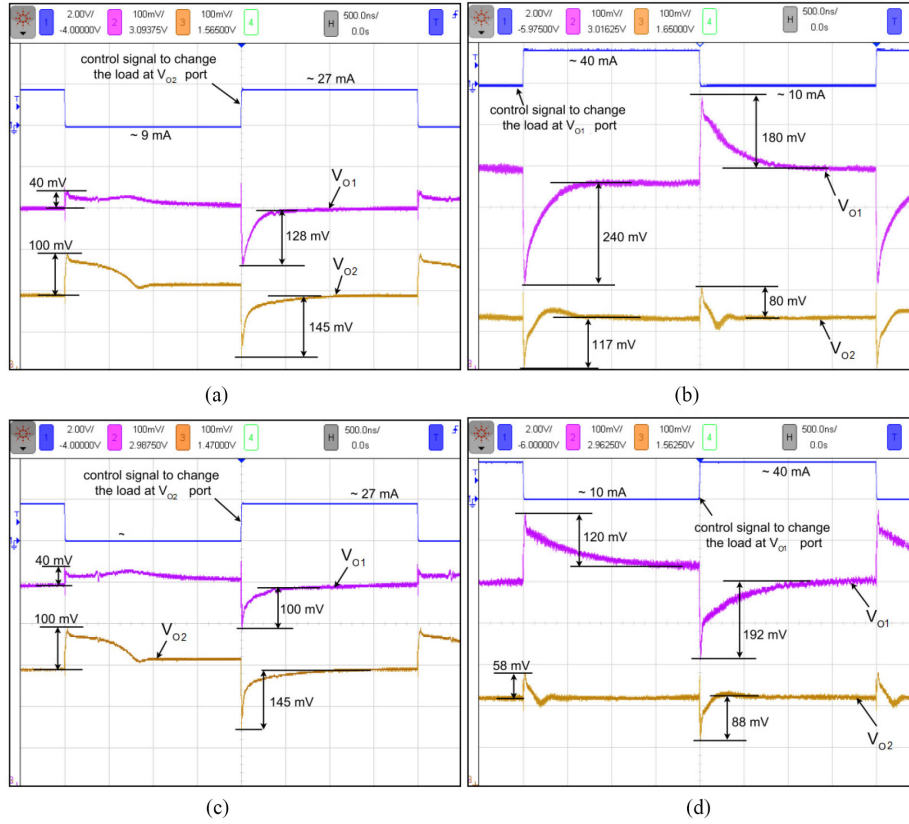 1 2.00V/ -4.00000V 2 100mV/ 3.09375V 3 100mV/ 1.56500V 4 H 500.0ns/ 0.0s T
control signal to change
the load at VO2 port
~ 27 mA
~ 9 mA
40 mV
VO1
128 mV
100 mV
VO2
145 mV
(a)
1 2.00V/ -5.97500V 2 100mV/ 3.01625V 3 100mV/ 1.65000V 4 H 500.0ns/ 0.0s T
~ 40 mA
~ 10 mA
control signal to change
the load at VO1 port
180 mV
VO1
240 mV
80 mV
117 mV
VO2
(b)
1 2.00V/ -4.00000V 2 100mV/ 2.98750V 3 100mV/ 1.47000V 4 H 500.0ns/ 0.0s T
control signal to change
the load at VO2 port
~ 27 mA
~
40 mV
VO1
100 mV
100 mV
VO2
145 mV
(c)
1 2.00V/ -6.00000V 2 100mV/ 2.96250V 3 100mV/ 1.56250V 4 H 500.0ns/ 0.0s T
~ 40 mA
~ 10 mA
control signal to change
the load at VO1 port
120 mV
VO1
192 mV
58 mV
88 mV
VO2
(d)